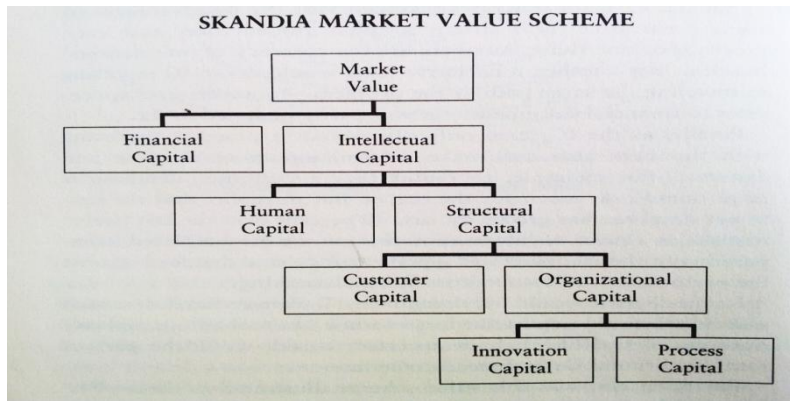 SKANDIA MARKET VALUE SCHEME
Market
Value
Financial
Capital
Intellectual
Capital
Human
Capital
Structural
Capital
Customer
Capital
Organizational
Capital
Innovation
Capital
Process
Capital